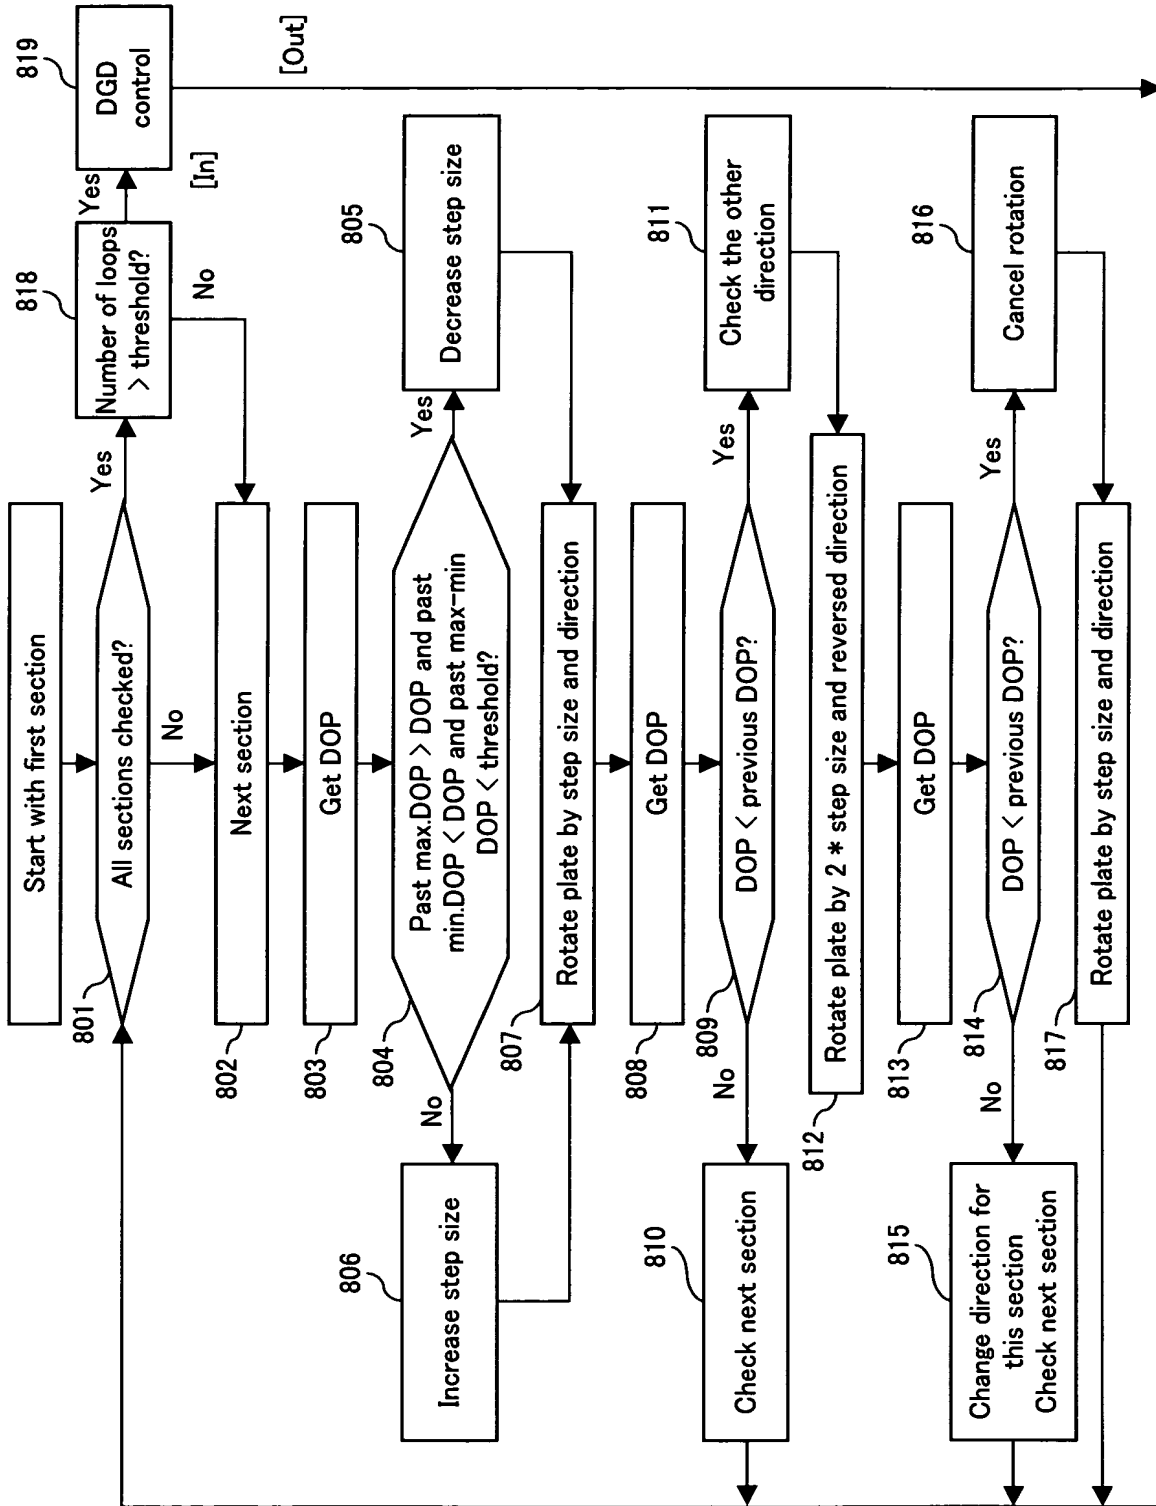 Start with first section
801
All sections checked?
Yes
818
Number of loops
> threshold?
Yes
819
DGD
control
[In]
[Out]
No
No
802
Next section
803
Get DOP
804
Past max.DOP > DOP and past
min.DOP < DOP and past max-min
DOP < threshold?
Yes
805
Decrease step size
No
806
Increase step size
807
Rotate plate by step size and direction
808
Get DOP
809
DOP < previous DOP?
No
810
Check next section
Yes
811
Check the other
direction
812
Rotate plate by 2 * step size and reversed direction
813
Get DOP
814
DOP < previous DOP?
No
815
Change direction for
this section
Check next section
Yes
816
Cancel rotation
817
Rotate plate by step size and direction